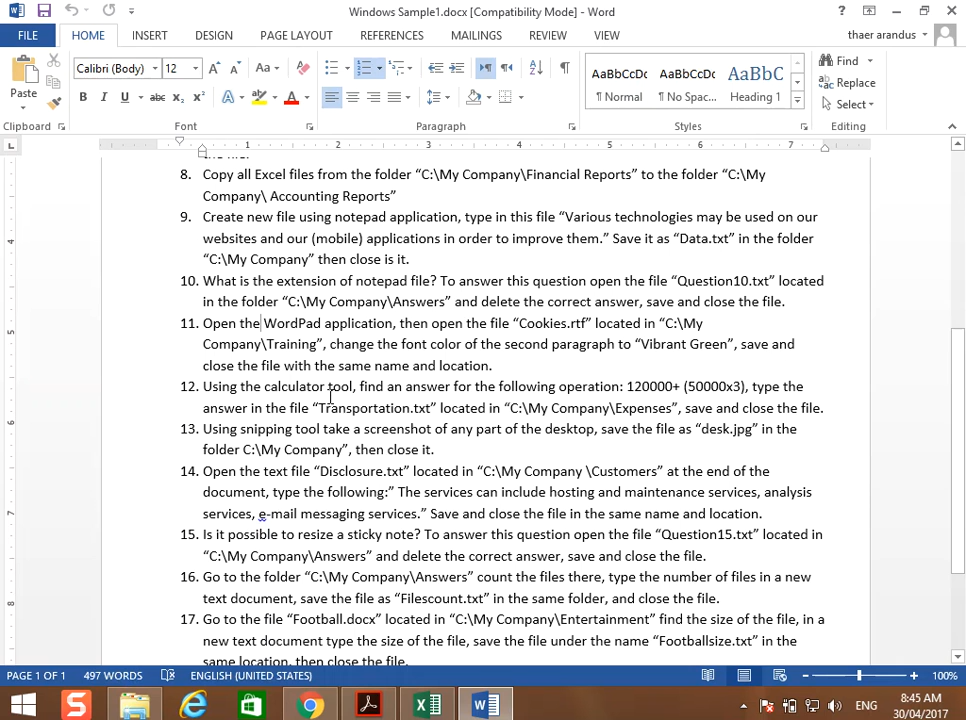 Windows Sample1.docx [Compatibility Mode] - Word
FILE HOME INSERT DESIGN PAGE LAYOUT REFERENCES MAILINGS REVIEW VIEW thaer arandus
Calibri (Body) 12 Aa AaBbCcDc AaBbCcDc AaBbC Find
Paste Replace
B I U abc x₂ x² A A ¶ Normal ¶ No Spac... Heading 1 Select
Clipboard Font Paragraph Styles Editing
1 2 3 4 5 6 7
8. Copy all Excel files from the folder “C:\My Company\Financial Reports” to the folder “C:\My
Company\ Accounting Reports”
9. Create new file using notepad application, type in this file “Various technologies may be used on our
websites and our (mobile) applications in order to improve them.” Save it as “Data.txt” in the folder
“C:\My Company” then close is it.
10. What is the extension of notepad file? To answer this question open the file “Question10.txt” located
in the folder “C:\My Company\Answers” and delete the correct answer, save and close the file.
11. Open the WordPad application, then open the file “Cookies.rtf” located in “C:\My
Company\Training”, change the font color of the second paragraph to “Vibrant Green”, save and
close the file with the same name and location.
12. Using the calculator tool, find an answer for the following operation: 120000+ (50000x3), type the
answer in the file “Transportation.txt” located in “C:\My Company\Expenses”, save and close the file.
13. Using snipping tool take a screenshot of any part of the desktop, save the file as “desk.jpg” in the
folder C:\My Company”, then close it.
14. Open the text file “Disclosure.txt” located in “C:\My Company \Customers” at the end of the
document, type the following:” The services can include hosting and maintenance services, analysis
services, e-mail messaging services.” Save and close the file in the same name and location.
15. Is it possible to resize a sticky note? To answer this question open the file “Question15.txt” located in
“C:\My Company\Answers” and delete the correct answer, save and close the file.
16. Go to the folder “C:\My Company\Answers” count the files there, type the number of files in a new
text document, save the file as “Filescount.txt” in the same folder, and close the file.
17. Go to the file “Football.docx” located in “C:\My Company\Entertainment” find the size of the file, in a
new text document type the size of the file, save the file under the name “Footballsize.txt” in the
same location, then close the file.
PAGE 1 OF 1 497 WORDS ENGLISH (UNITED STATES) 100%
ENG 8:45 AM
30/04/2017